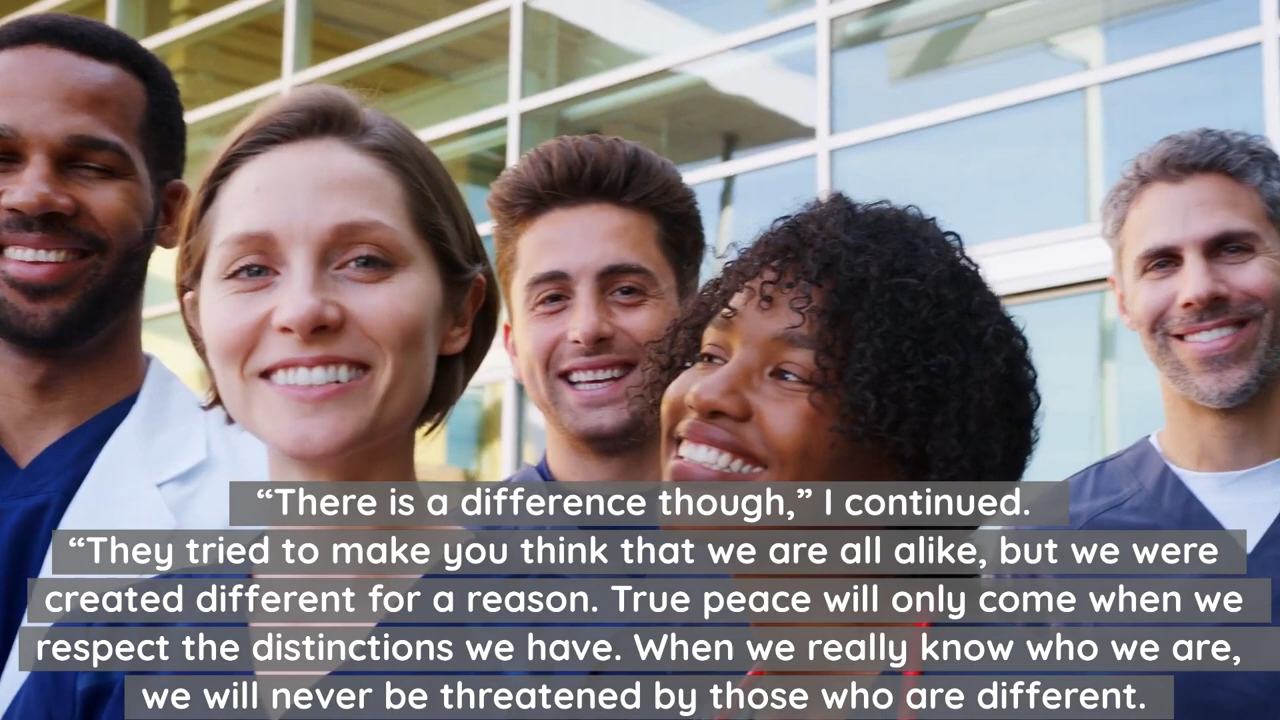 “There is a difference though,” I continued.
“They tried to make you think that we are all alike, but we were
created different for a reason. True peace will only come when we
respect the distinctions we have. When we really know who we are,
we will never be threatened by those who are different.